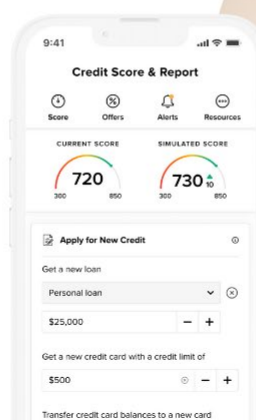 9:41
Credit Score & Report
Score Offers Alerts Resources
CURRENT SCORE SIMULATED SCORE
720 730 10
300 850 300 850
Apply for New Credit
Get a new loan
Personal loan
$25,000
Get a new credit card with a credit limit of
$500
Transfer credit card balances to a new card